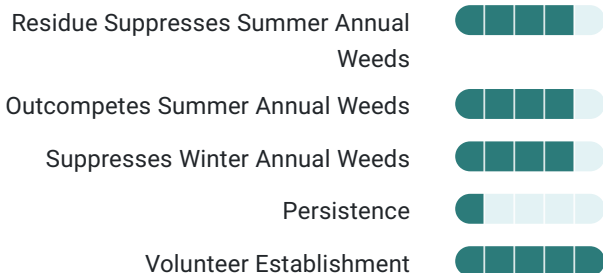 Residue Suppresses Summer Annual
Weeds
Outcompetes Summer Annual Weeds
Suppresses Winter Annual Weeds
Persistence
Volunteer Establishment